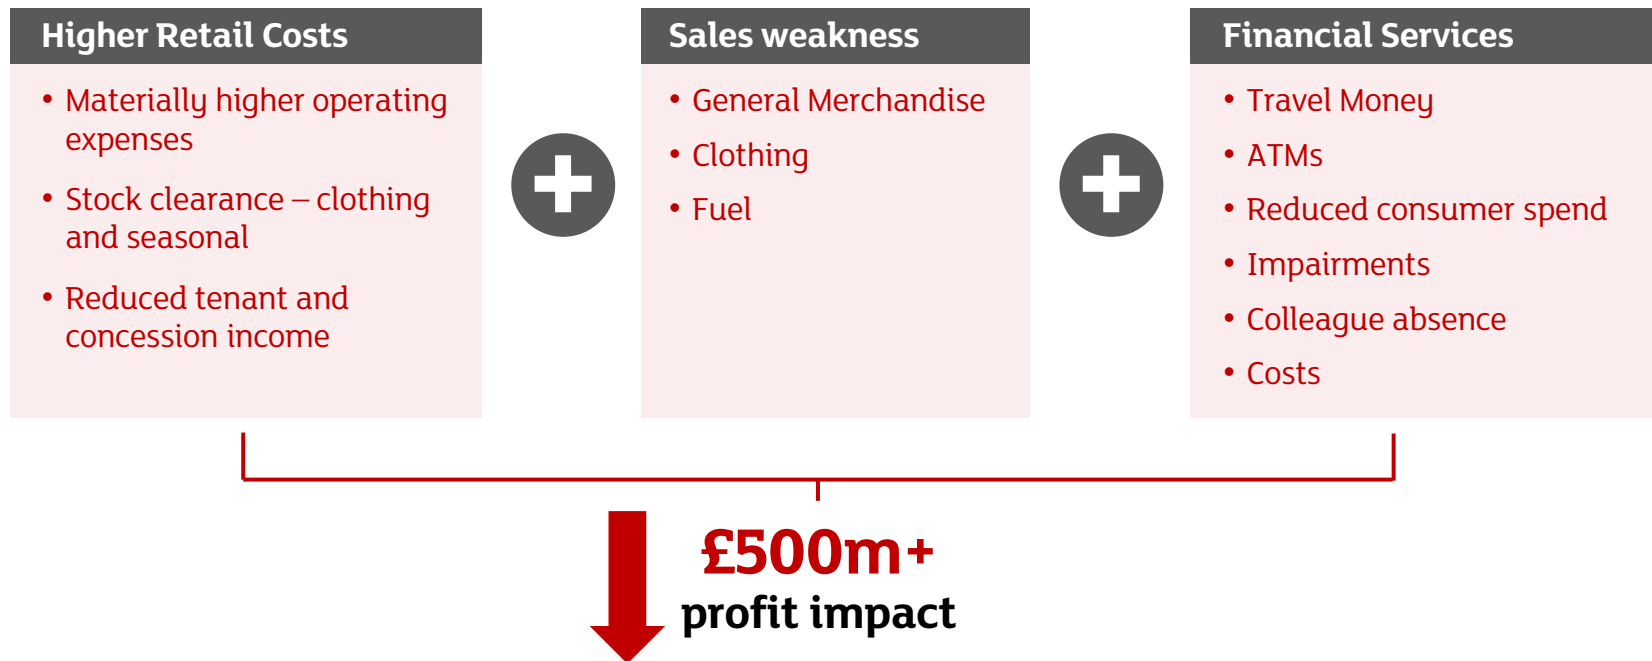 Higher Retail Costs
• Materially higher operating
expenses
• Stock clearance – clothing
and seasonal
• Reduced tenant and
concession income
Sales weakness
• General Merchandise
• Clothing
• Fuel
Financial Services
• Travel Money
• ATMs
• Reduced consumer spend
• Impairments
• Colleague absence
• Costs
£500m+
profit impact